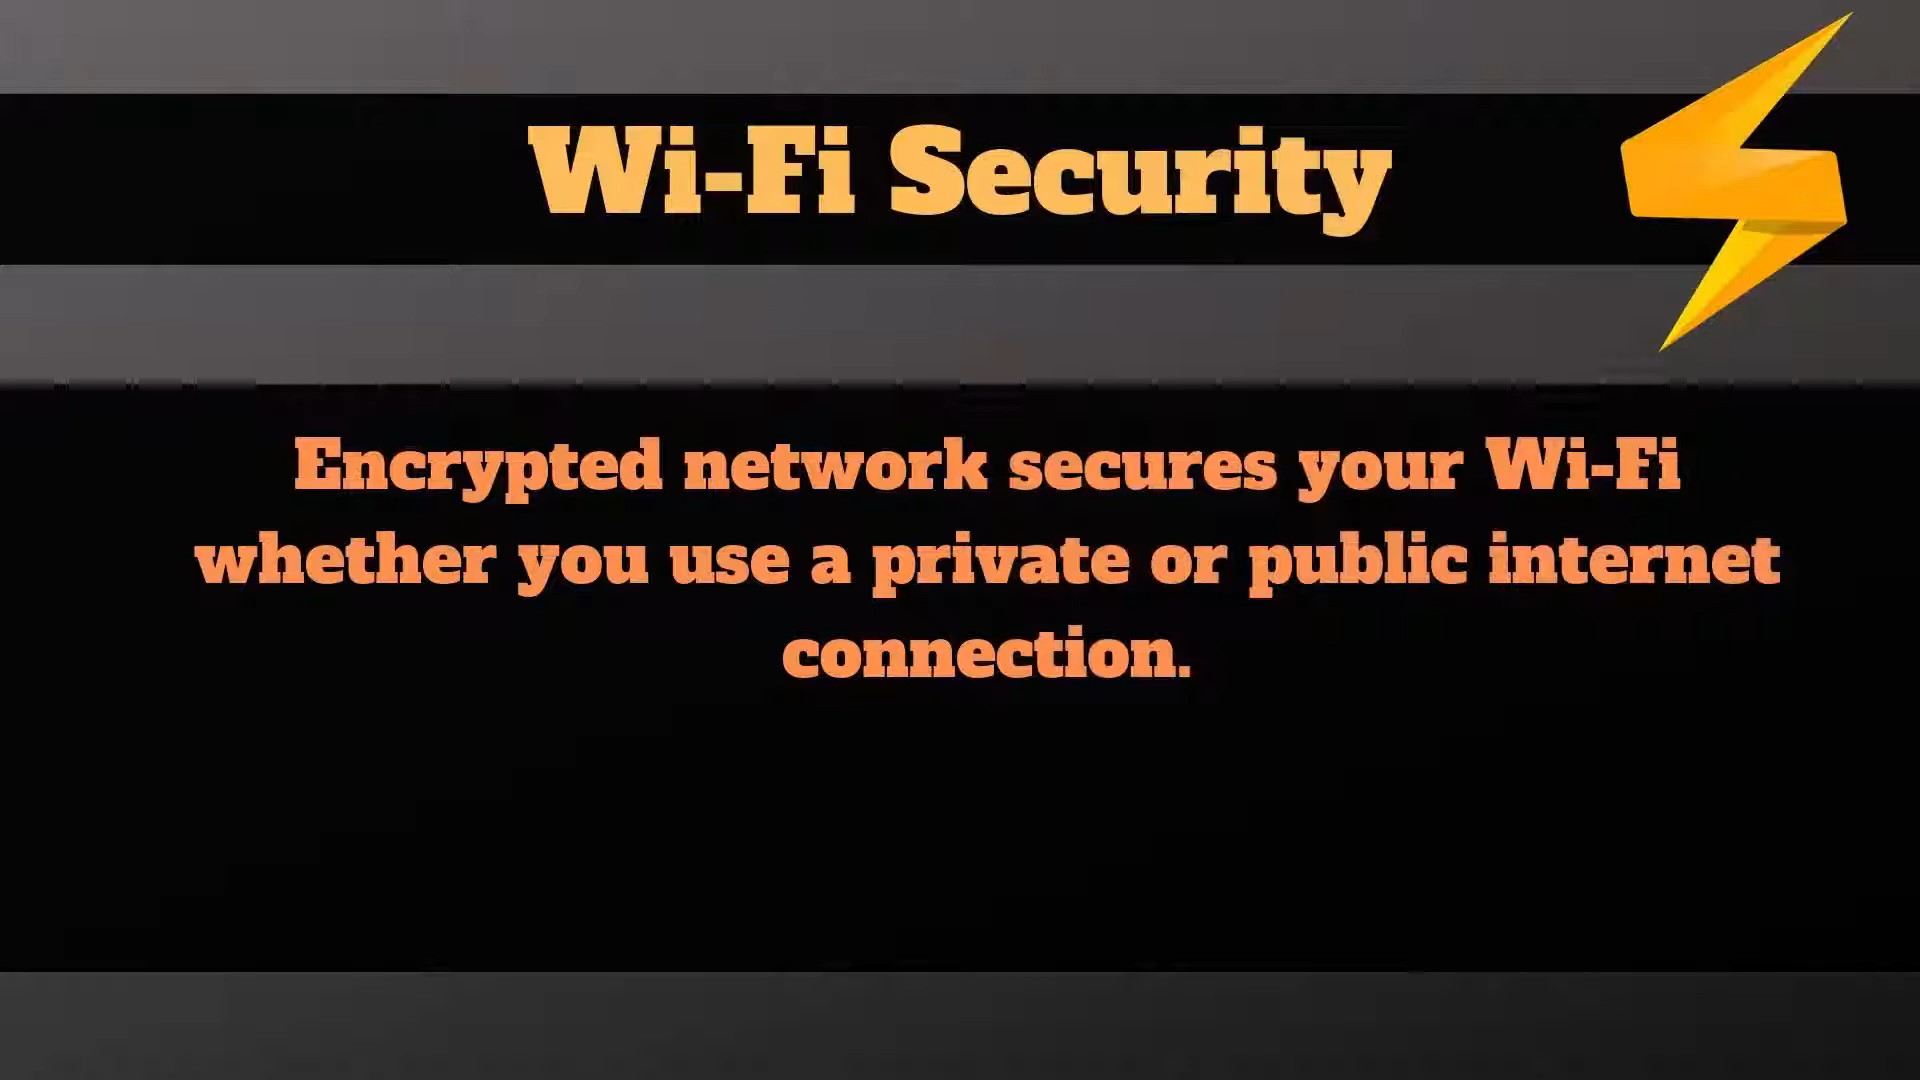 Wi-Fi Security
Encrypted network secures your Wi-Fi
whether you use a private or public internet
connection.